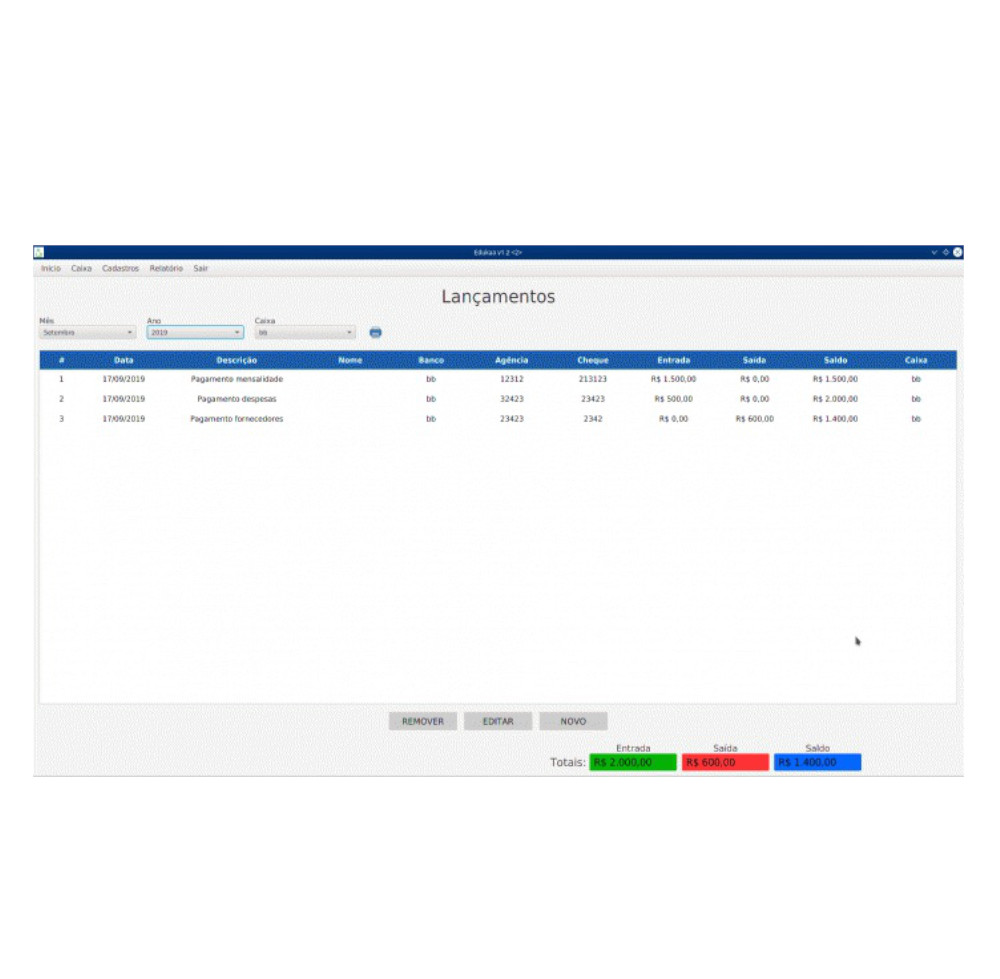 Edukaa v1.2 <2>
Início Caixa Cadastros Relatório Sair
Lançamentos
Mês Ano Caixa
Setembro 2019 bb
# Data Descrição Nome Banco Agência Cheque Entrada Saída Saldo Caixa
1 17/09/2019 Pagamento mensalidade bb 12312 213123 R$ 1.500,00 R$ 0,00 R$ 1.500,00 bb
2 17/09/2019 Pagamento despesas bb 32423 23423 R$ 500,00 R$ 0,00 R$ 2.000,00 bb
3 17/09/2019 Pagamento fornecedores bb 23423 2342 R$ 0,00 R$ 600,00 R$ 1.400,00 bb
REMOVER EDITAR NOVO
Entrada Saída Saldo
Totais: R$ 2.000,00 R$ 600,00 R$ 1.400,00